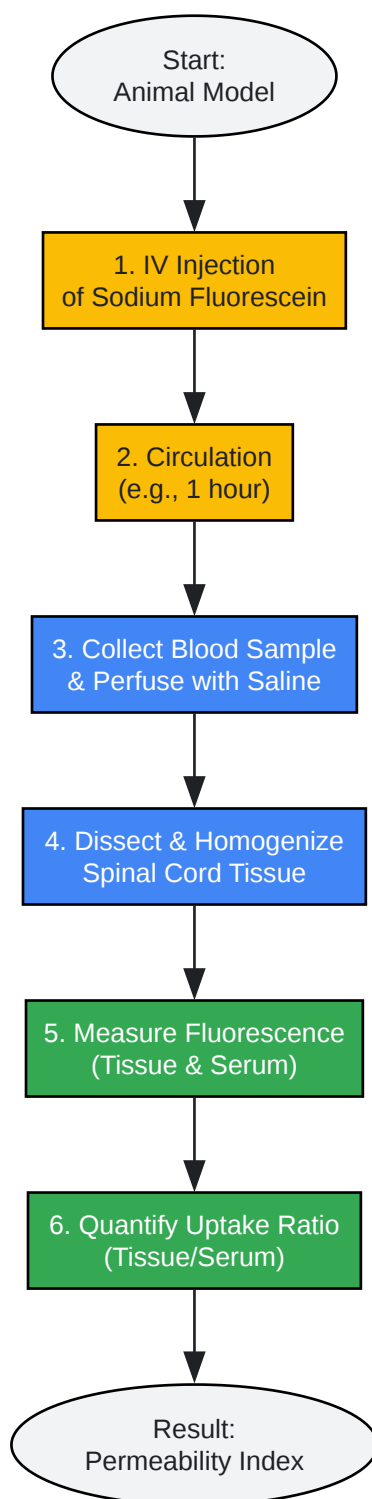 Start:
Animal Model
1. IV Injection
of Sodium Fluorescein
2. Circulation
(e.g., 1 hour)
3. Collect Blood Sample
& Perfuse with Saline
4. Dissect & Homogenize
Spinal Cord Tissue
5. Measure Fluorescence
(Tissue & Serum)
6. Quantify Uptake Ratio
(Tissue/Serum)
Result:
Permeability Index